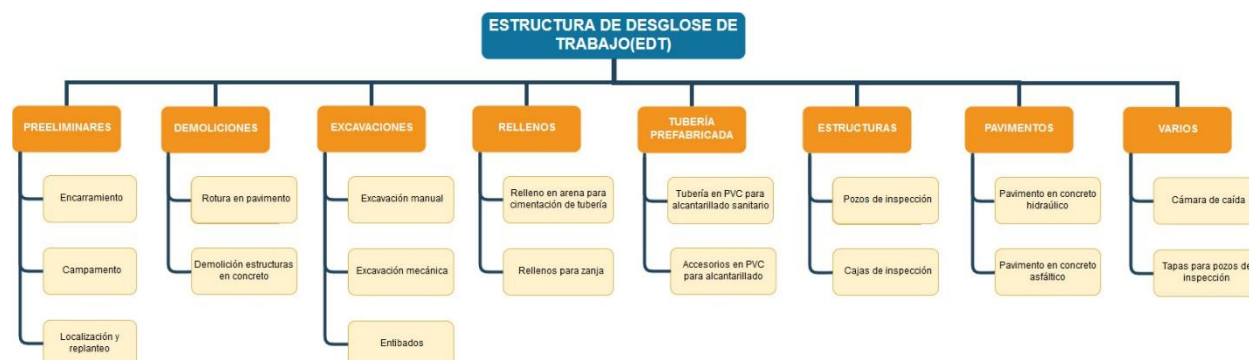 ESTRUCTURA DE DESGLOSE DE
TRABAJO(EDT)
PREELIMINARES
DEMOLICIONES
EXCAVACIONES
RELLENOS
TUBERÍA
PREFABRICADA
ESTRUCTURAS
PAVIMENTOS
VARIOS
Encarramiento
Rotura en pavimento
Excavación manual
Relleno en arena para
cimentación de tubería
Tubería en PVC para
alcantarillado sanitario
Pozos de inspección
Pavimento en concreto
hidraúlico
Cámara de caída
Campamento
Demolición estructuras
en concreto
Excavación mecánica
Rellenos para zanja
Accesorios en PVC
para alcantarillado
Cajas de inspección
Pavimento en concreto
asfáltico
Tapas para pozos de
inspección
Localización y
replanteo
Entibados